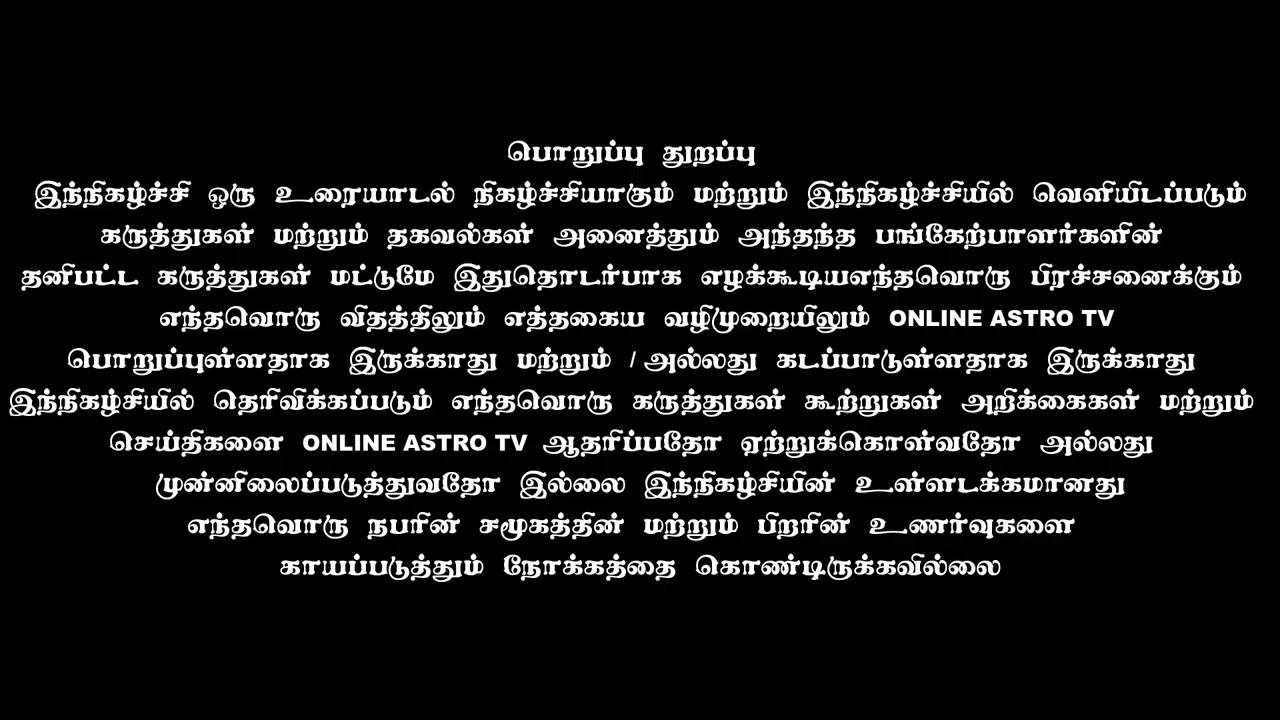 பொறுப்பு துறப்பு
இந்நிகழ்ச்சி ஒரு உரையாடல் நிகழ்ச்சியாகும் மற்றும் இந்நிகழ்ச்சியில் வெளியிடப்படும்
கருத்துகள் மற்றும் தகவல்கள் அனைத்தும் அந்தந்த பங்கேற்பாளர்களின்
தனிபட்ட கருத்துகள் மட்டுமே இதுதொடர்பாக எழக்கூடியஎந்தவொரு பிரச்சனைக்கும்
எந்தவொரு விதத்திலும் எத்தகைய வழிமுறையிலும் ONLINE ASTRO TV
பொறுப்புள்ளதாக இருக்காது மற்றும் / அல்லது கடப்பாடுள்ளதாக இருக்காது
இந்நிகழ்சியில் தெரிவிக்கப்படும் எந்தவொரு கருத்துகள் கூற்றுகள் அறிக்கைகள் மற்றும்
செய்திகளை ONLINE ASTRO TV ஆதரிப்பதோ ஏற்றுக்கொள்வதோ அல்லது
முன்னிலைப்படுத்துவதோ இல்லை இந்நிகழ்சியின் உள்ளடக்கமானது
எந்தவொரு நபரின் சமூகத்தின் மற்றும் பிறரின் உணர்வுகளை
காயப்படுத்தும் நோக்கத்தை கொண்டிருக்கவில்லை